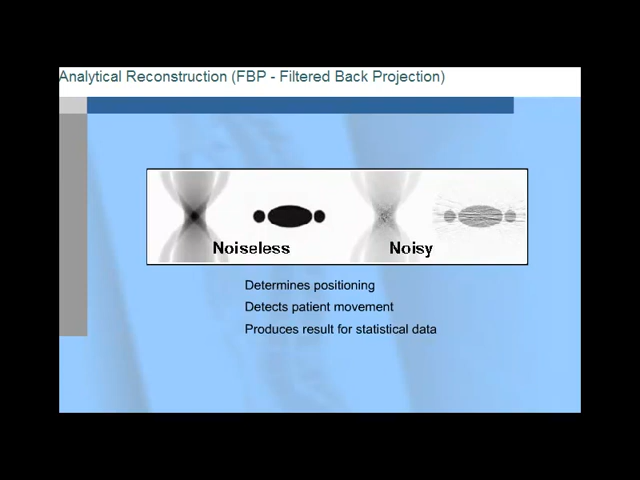 Analytical Reconstruction (FBP - Filtered Back Projection)
Noiseless Noisy
Determines positioning
Detects patient movement
Produces result for statistical data